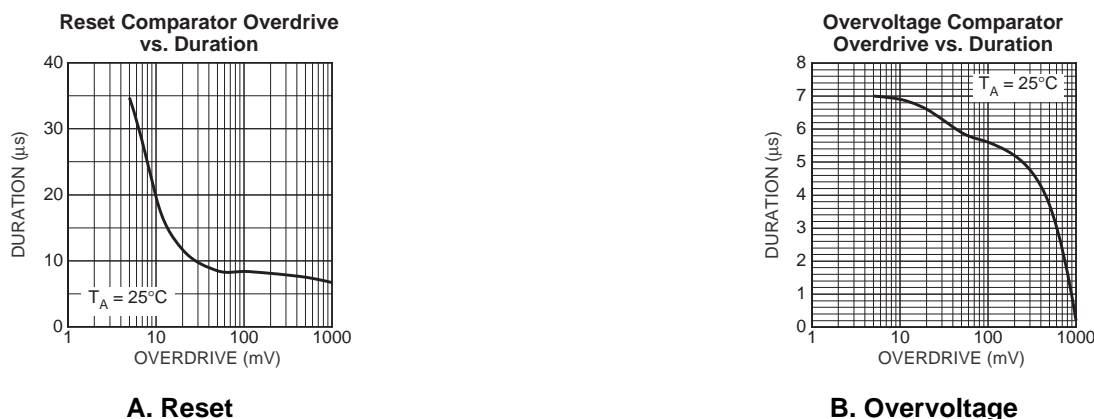 Reset Comparator Overdrive
vs. Duration
40
30
20
10
0
DURATION (µs)
T_A = 25°C
1
10
100
1000
OVERDRIVE (mV)
A. Reset
Overvoltage Comparator
Overdrive vs. Duration
8
7
6
5
4
3
2
1
0
DURATION (µs)
T_A = 25°C
1
10
100
1000
OVERDRIVE (mV)
B. Overvoltage